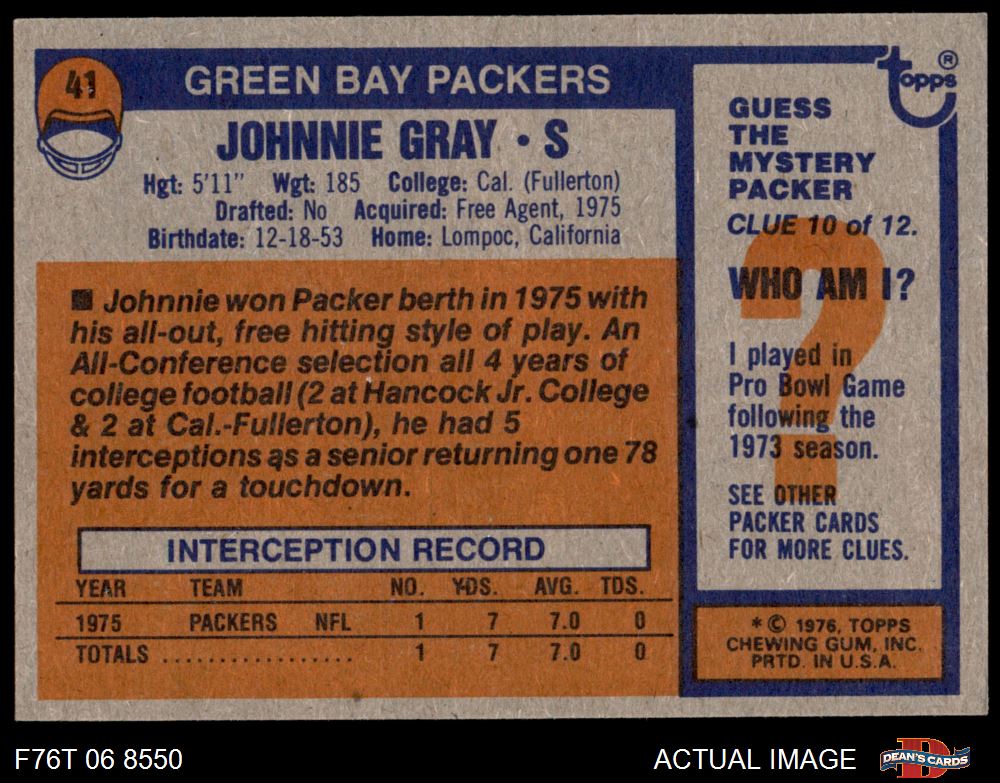 41
GREEN BAY PACKERS
JOHNNIE GRAY • S
Hgt: 5'11" Wgt: 185 College: Cal. (Fullerton)
Drafted: No Acquired: Free Agent, 1975
Birthdate: 12-18-53 Home: Lompoc, California
■ Johnnie won Packer berth in 1975 with
his all-out, free hitting style of play. An
All-Conference selection all 4 years of
college football (2 at Hancock Jr. College
& 2 at Cal.-Fullerton), he had 5
interceptions as a senior returning one 78
yards for a touchdown.
INTERCEPTION RECORD
YEAR TEAM NO. YDS. AVG. TDS.
1975 PACKERS NFL 1 7 7.0 0
TOTALS .................. 1 7 7.0 0
topps ®
GUESS
THE
MYSTERY
PACKER
CLUE 10 of 12.
WHO AM I?
?
I played in
Pro Bowl Game
following the
1973 season.
SEE OTHER
PACKER CARDS
FOR MORE CLUES.
* © 1976, TOPPS
CHEWING GUM, INC.
PRTD. IN U.S.A.
F76T 06 8550
ACTUAL IMAGE
D
DEAN'S CARDS